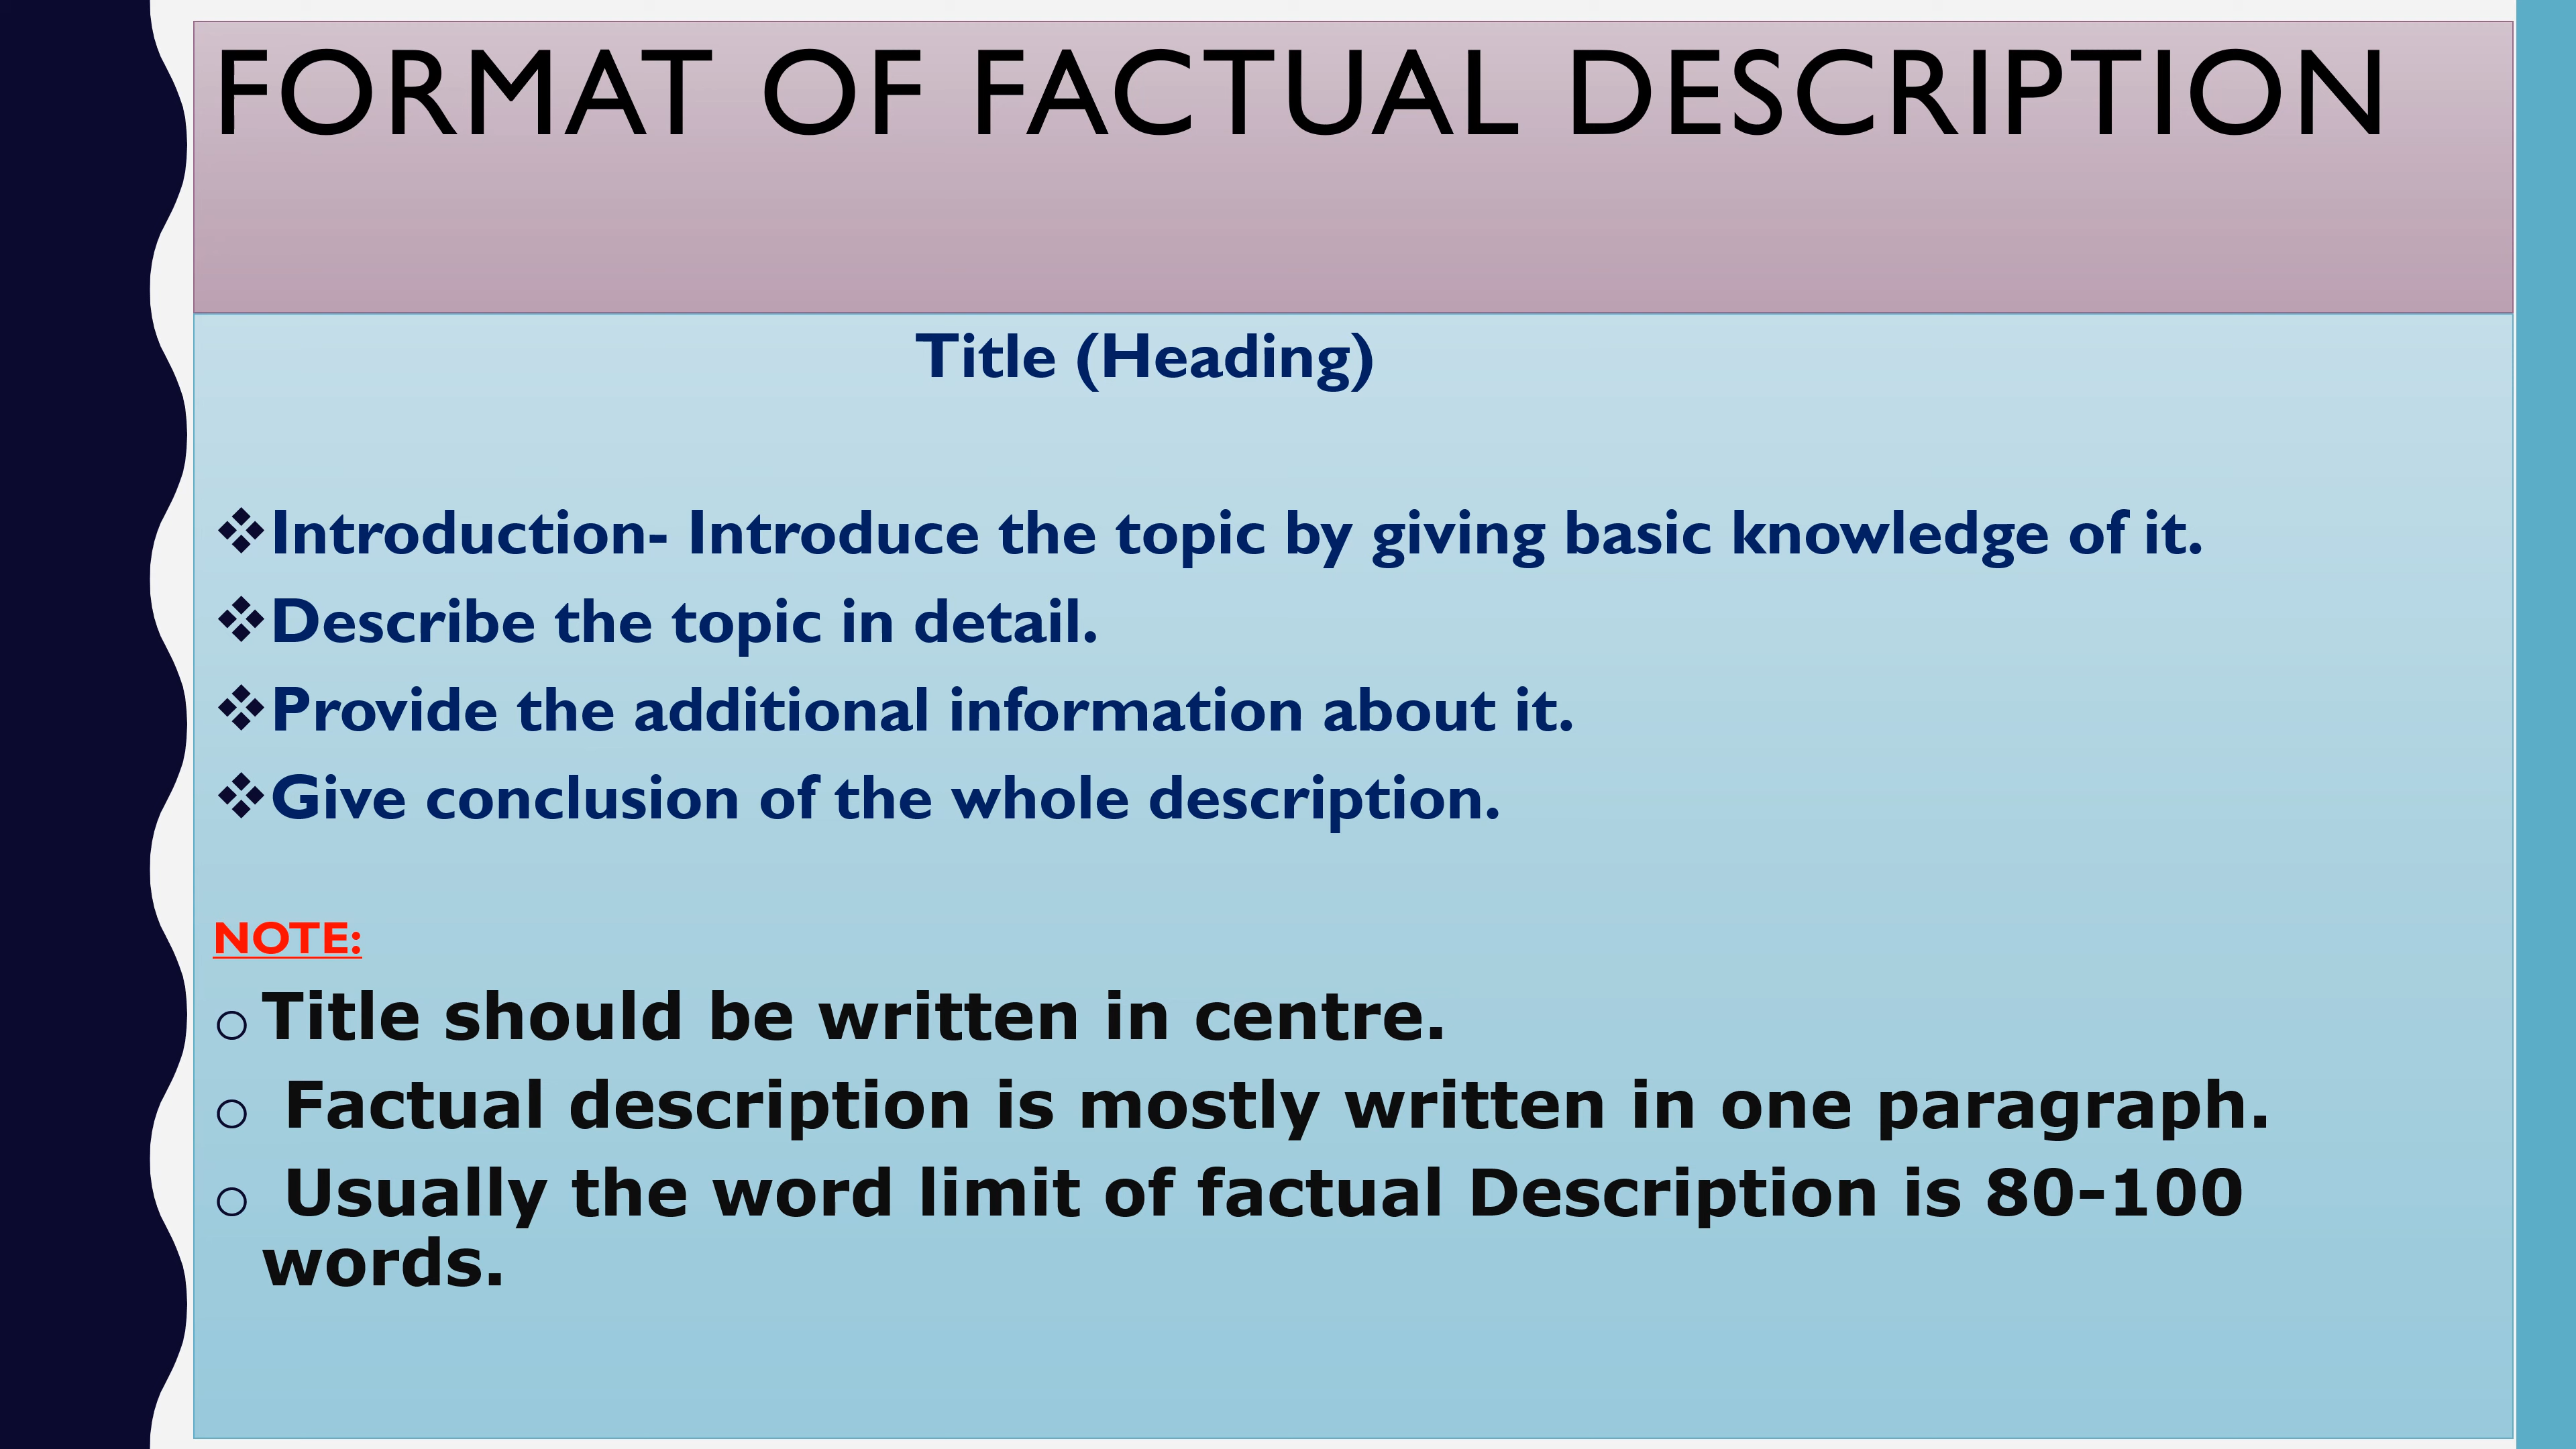 FORMAT OF FACTUAL DESCRIPTION
Title (Heading)
❖Introduction- Introduce the topic by giving basic knowledge of it.
❖Describe the topic in detail.
❖Provide the additional information about it.
❖Give conclusion of the whole description.
NOTE:
○ Title should be written in centre.
○ Factual description is mostly written in one paragraph.
○ Usually the word limit of factual Description is 80-100
words.